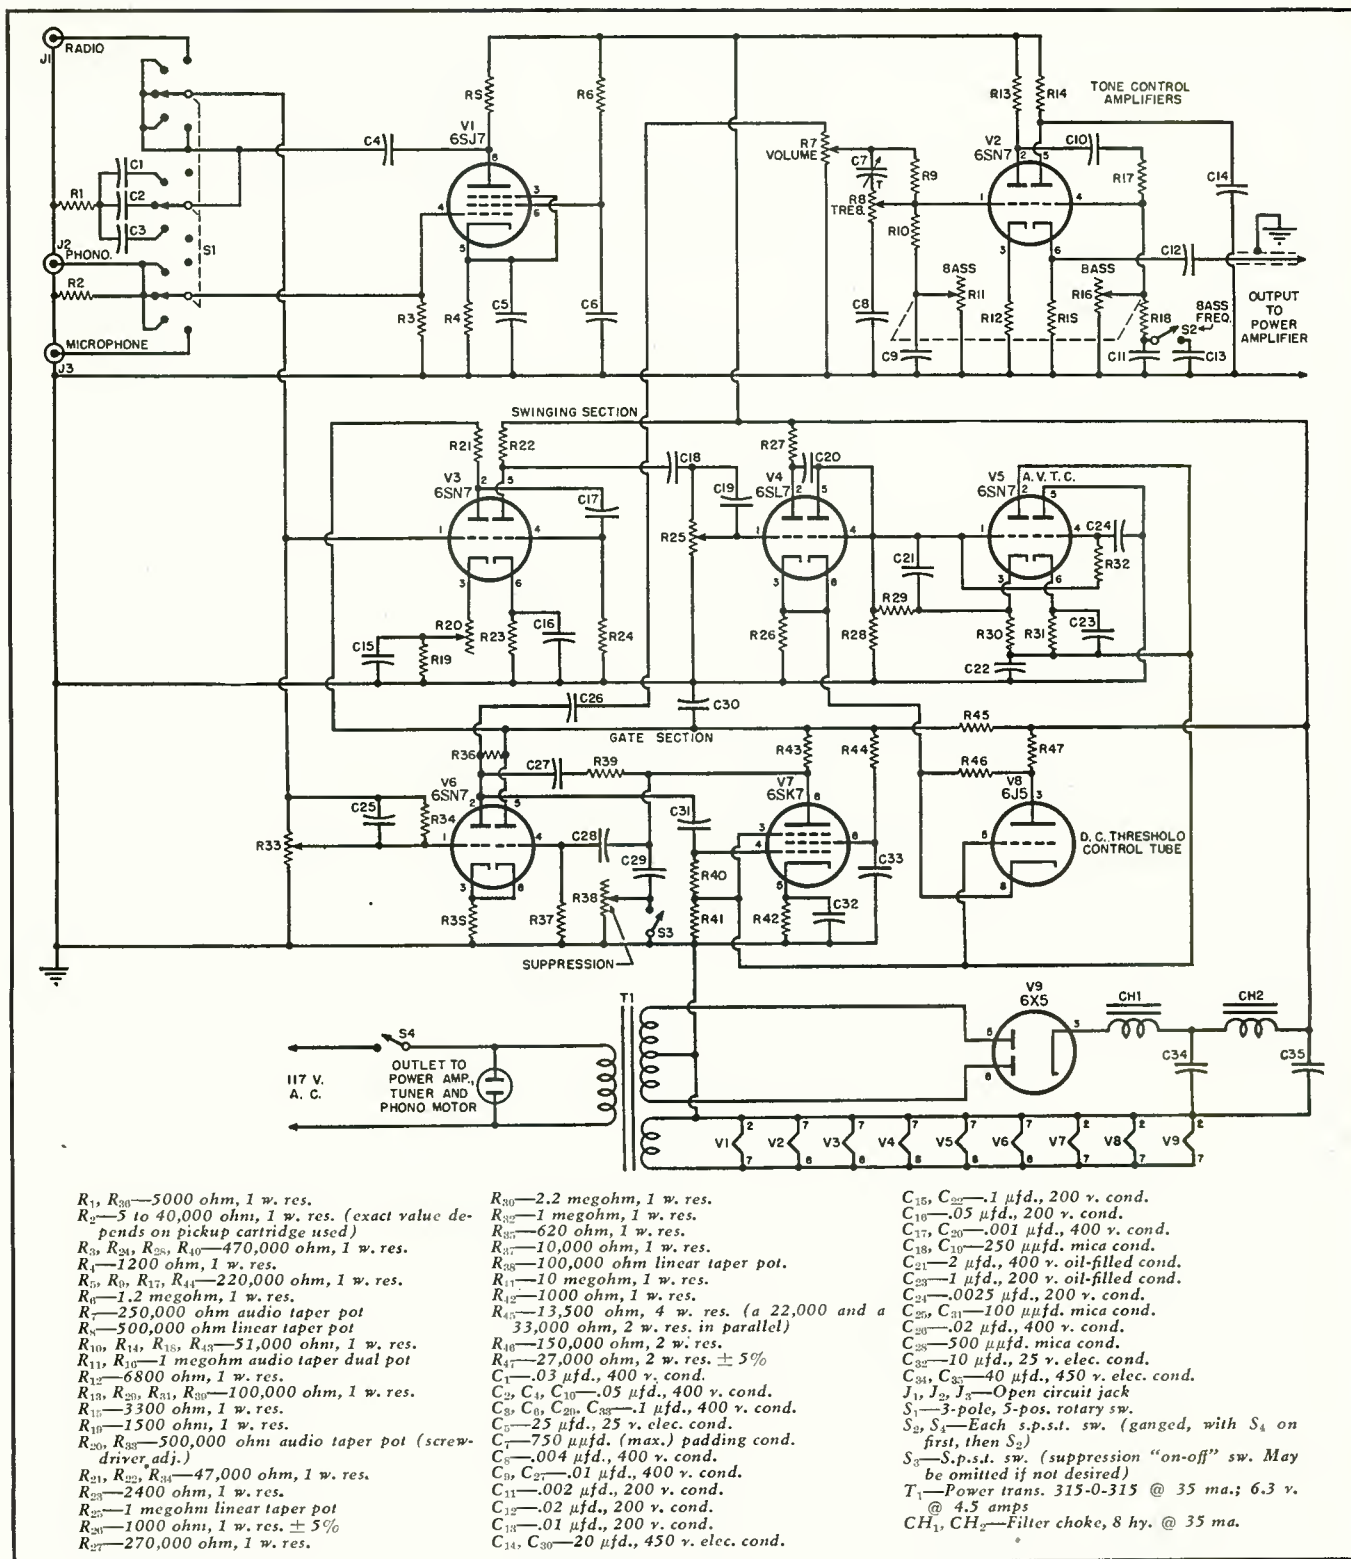 RADIO
J1
R5
R6
R13
R14
TONE CONTROL
AMPLIFIERS
V1
6SJ7
C4
R7
VOLUME
C7
T
R9
V2
6SN7
C10
R17
C14
C1
R1
C2
C3
S1
R8
TREB.
R10
J2
PHONO.
R2
R3
R4
C5
C6
C8
C9
BASS
R11
R12
R15
BASS
R16
C12
R18
BASS
FREQ.
S2
C11
C13
OUTPUT
TO
POWER
AMPLIFIER
MICROPHONE
J3
SWINGING SECTION
R21
R22
V3
6SN7
C17
C18
C19
R25
R27
C20
V4
6SL7
V5
6SN7
A.V.T.C.
C24
R32
C21
R29
R20
R23
C16
R24
C15
R19
R26
R28
R30
R31
C23
C22
C26
C30
GATE SECTION
R36
C27
R39
R43
R44
R45
R46
R47
V6
6SN7
V7
6SK7
V8
6J5
C25
R34
R33
C28
C31
C29
R38
R40
R41
C33
C32
R42
R35
R37
S3
D.C. THRESHOLD
CONTROL TUBE
SUPPRESSION
T1
V9
6X5
CH1
CH2
S4
117 V.
A. C.
OUTLET TO
POWER AMP.,
TUNER AND
PHONO MOTOR
C34
C35
V1
V2
V3
V4
V5
V6
V7
V8
V9
R₁, R₃₆—5000 ohm, 1 w. res.
R₂—5 to 40,000 ohm, 1 w. res. (exact value de-
pends on pickup cartridge used)
R₃, R₂₄, R₂₈, R₄₀—470,000 ohm, 1 w. res.
R₄—1200 ohm, 1 w. res.
R₅, R₉, R₁₇, R₄₄—220,000 ohm, 1 w. res.
R₆—1.2 megohm, 1 w. res.
R₇—250,000 ohm audio taper pot
R₈—500,000 ohm linear taper pot
R₁₀, R₁₄, R₁₈, R₄₃—51,000 ohm, 1 w. res.
R₁₁, R₁₆—1 megohm audio taper dual pot
R₁₂—6800 ohm, 1 w. res.
R₁₃, R₂₉, R₃₁, R₃₉—100,000 ohm, 1 w. res.
R₁₅—3300 ohm, 1 w. res.
R₁₉—1500 ohm, 1 w. res.
R₂₀, R₃₃—500,000 ohm audio taper pot (screw-
driver adj.)
R₂₁, R₂₂, R₃₄—47,000 ohm, 1 w. res.
R₂₃—2400 ohm, 1 w. res.
R₂₅—1 megohm linear taper pot
R₂₆—1000 ohm, 1 w. res. ± 5%
R₂₇—270,000 ohm, 1 w. res.
R₃₀—2.2 megohm, 1 w. res.
R₃₂—1 megohm, 1 w. res.
R₃₅—620 ohm, 1 w. res.
R₃₇—10,000 ohm, 1 w. res.
R₃₈—100,000 ohm linear taper pot.
R₄₁—10 megohm, 1 w. res.
R₄₂—1000 ohm, 1 w. res.
R₄₅—13,500 ohm, 4 w. res. (a 22,000 and a
33,000 ohm, 2 w. res. in parallel)
R₄₆—150,000 ohm, 2 w. res.
R₄₇—27,000 ohm, 2 w. res. ± 5%
C₁—.03 μfd., 400 v. cond.
C₂, C₄, C₁₀—.05 μfd., 400 v. cond.
C₃, C₆, C₂₉, C₃₃—.1 μfd., 400 v. cond.
C₅—25 μfd., 25 v. elec. cond.
C₇—750 μμfd. (max.) padding cond.
C₈—.004 μfd., 400 v. cond.
C₉, C₂₇—.01 μfd., 400 v. cond.
C₁₁—.002 μfd., 200 v. cond.
C₁₂—.02 μfd., 200 v. cond.
C₁₃—.01 μfd., 200 v. cond.
C₁₄, C₃₀—20 μfd., 450 v. elec. cond.
C₁₅, C₂₂—.1 μfd., 200 v. cond.
C₁₆—.05 μfd., 200 v. cond.
C₁₇, C₂₀—.001 μfd., 400 v. cond.
C₁₈, C₁₉—250 μμfd. mica cond.
C₂₁—2 μfd., 400 v. oil-filled cond.
C₂₃—1 μfd., 200 v. oil-filled cond.
C₂₄—.0025 μfd., 200 v. cond.
C₂₅, C₃₁—100 μμfd. mica cond.
C₂₆—.02 μfd., 400 v. cond.
C₂₈—500 μμfd. mica cond.
C₃₂—10 μfd., 25 v. elec. cond.
C₃₄, C₃₅—40 μfd., 450 v. elec. cond.
J₁, J₂, J₃—Open circuit jack
S₁—3-pole, 5-pos. rotary sw.
S₂, S₄—Each s.p.s.t. sw. (ganged, with S₄ on
first, then S₂)
S₃—S.p.s.t. sw. (suppression "on-off" sw. May
be omitted if not desired)
T₁—Power trans. 315-0-315 @ 35 ma.; 6.3 v.
@ 4.5 amps
CH₁, CH₂—Filter choke, 8 hy. @ 35 ma.